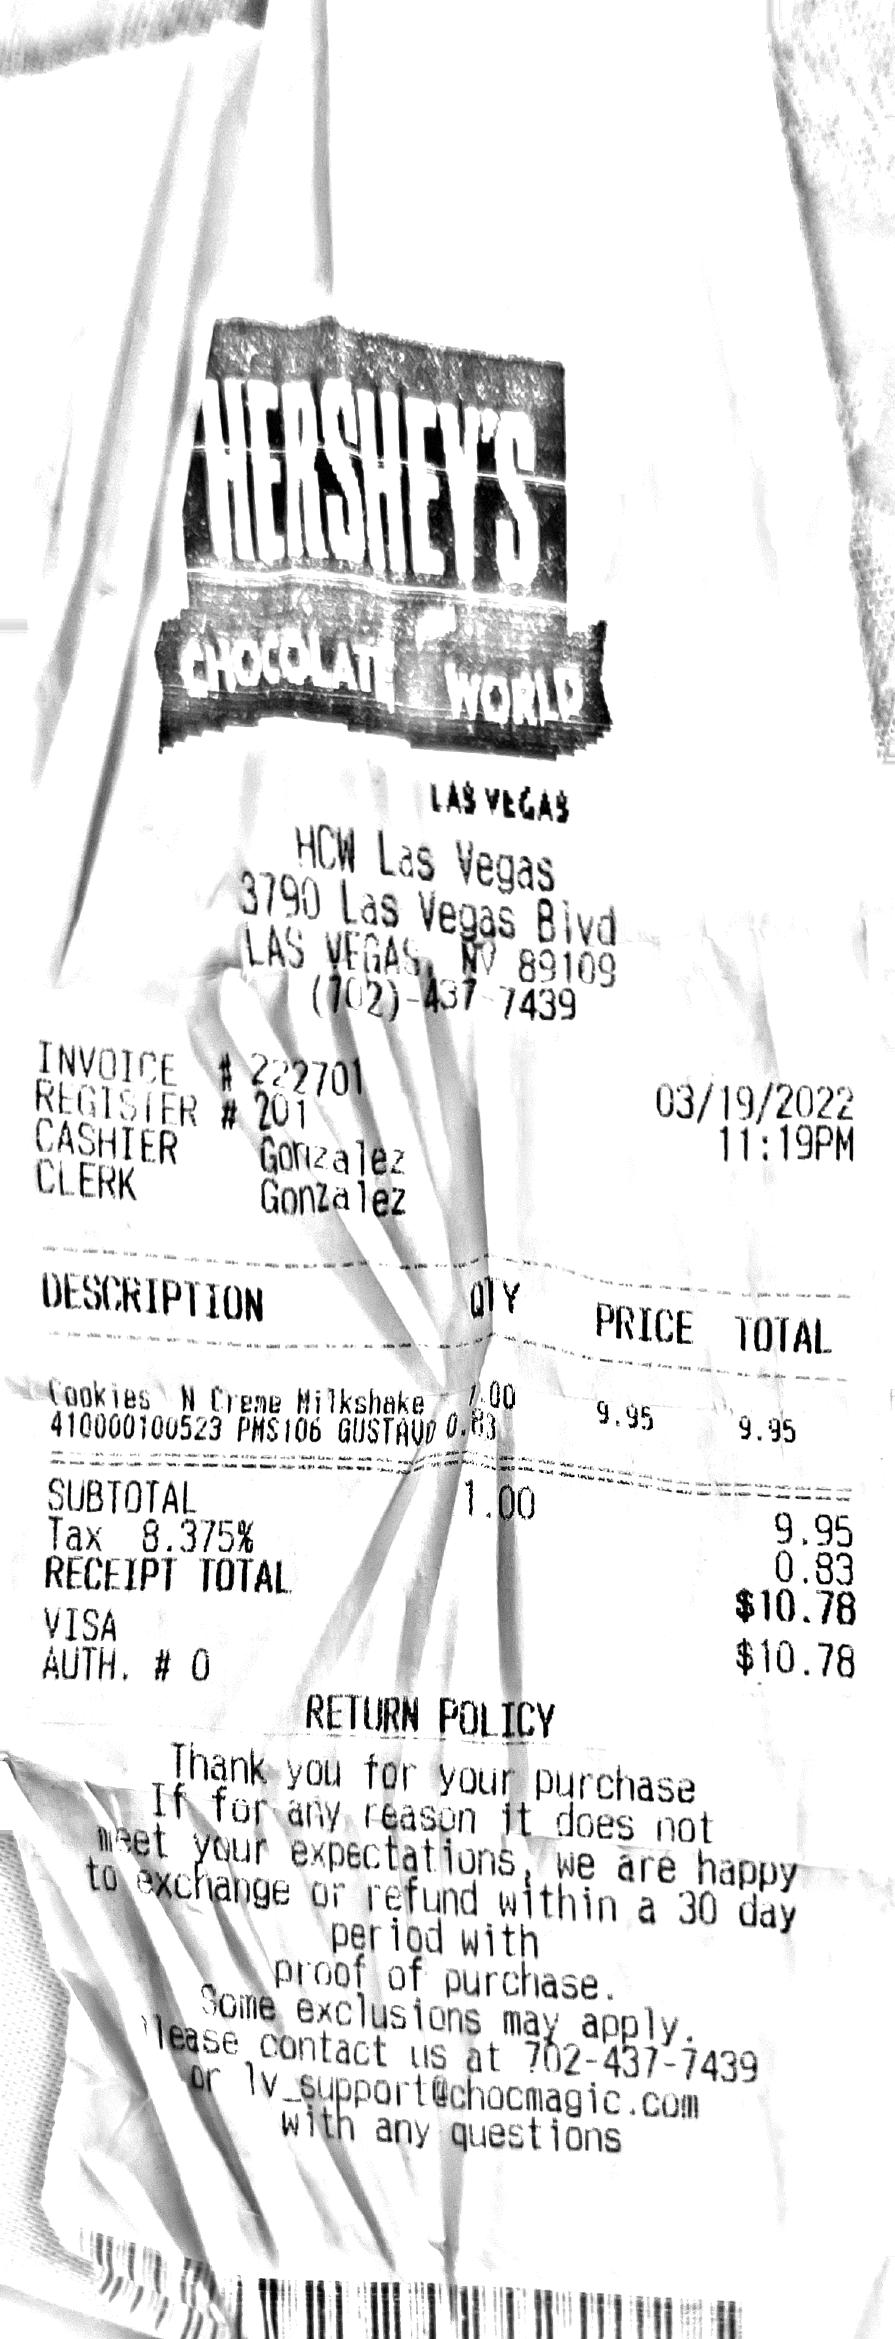 HERSHEY'S
CHOCOLATE WORLD
LAS VEGAS
HCW Las Vegas
3790 Las Vegas Blvd
LAS VEGAS, NV 89109
(702)-437-7439
INVOICE # 222701
REGISTER # 201 03/19/2022
CASHIER Gonzalez 11:19PM
CLERK Gonzalez
DESCRIPTION QTY PRICE TOTAL
Cookies N Creme Milkshake 1.00 9.95 9.95
410000100523 PMS106 GUSTAVO 0.83
SUBTOTAL 1.00 9.95
Tax 8.375% 0.83
RECEIPT TOTAL $10.78
VISA $10.78
AUTH. # 0
RETURN POLICY
Thank you for your purchase
If for any reason it does not
meet your expectations, we are happy
to exchange or refund within a 30 day
period with
proof of purchase.
Some exclusions may apply.
Please contact us at 702-437-7439
or lv_support@chocmagic.com
with any questions